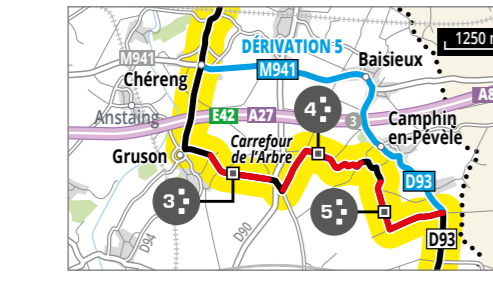 1250 m
DÉRIVATION 5
M941
M941
Baisieux
Chéreng
A8
4
E42
A27
3
Anstaing
Camphin
en-Pévèle
Carrefour
de l'Arbre
Gruson
D93
3
5
D94
D90
D93